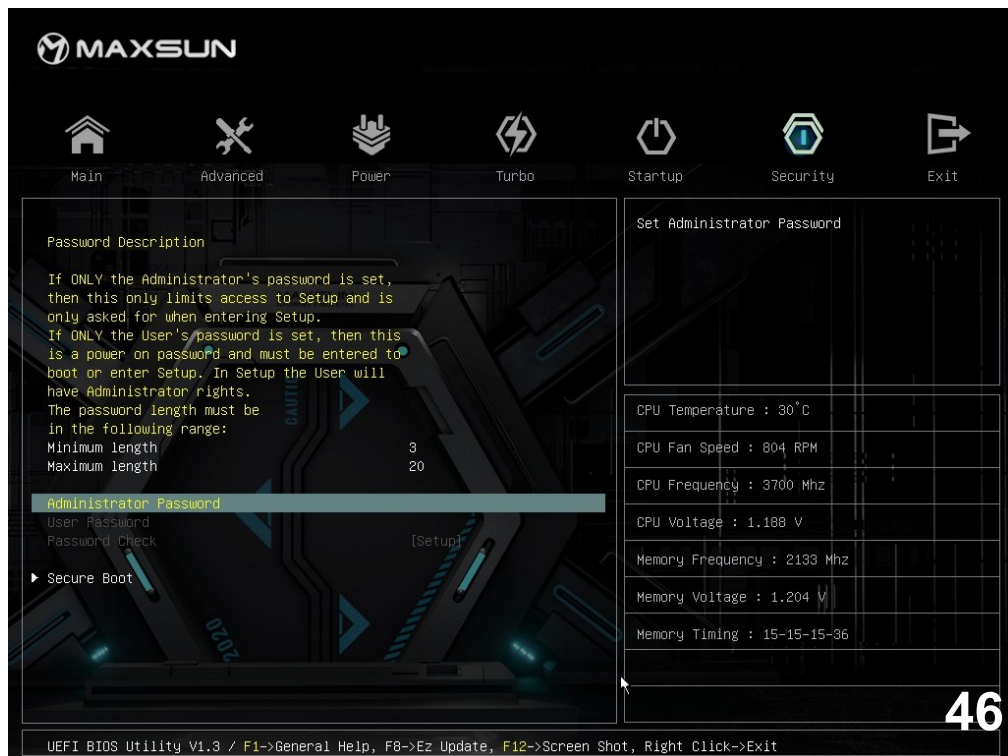 MAXSUN
Main Advanced Power Turbo Startup Security Exit
Password Description
If ONLY the Administrator's password is set,
then this only limits access to Setup and is
only asked for when entering Setup.
If ONLY the User's password is set, then this
is a power on password and must be entered to
boot or enter Setup. In Setup the User will
have Administrator rights.
The password length must be
in the following range:
Minimum length 3
Maximum length 20
Administrator Password
User Password
Password Check [Setup]
Secure Boot
Set Administrator Password
CPU Temperature : 30°C
CPU Fan Speed : 804 RPM
CPU Frequency : 3700 Mhz
CPU Voltage : 1.188 V
Memory Frequency : 2133 Mhz
Memory Voltage : 1.204 V
Memory Timing : 15-15-15-36
CAUTI
2020
46
UEFI BIOS Utility V1.3 / F1->General Help, F8->Ez Update, F12->Screen Shot, Right Click->Exit